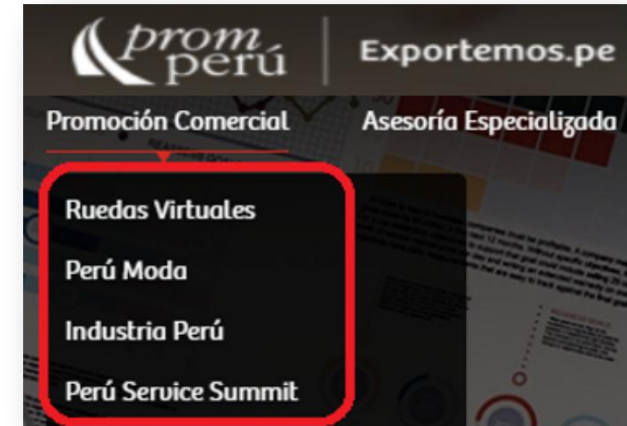 prom
perú
Exportemos.pe
Promoción Comercial
Asesoría Especializada
Ruedas Virtuales
Perú Moda
Industria Perú
Perú Service Summit